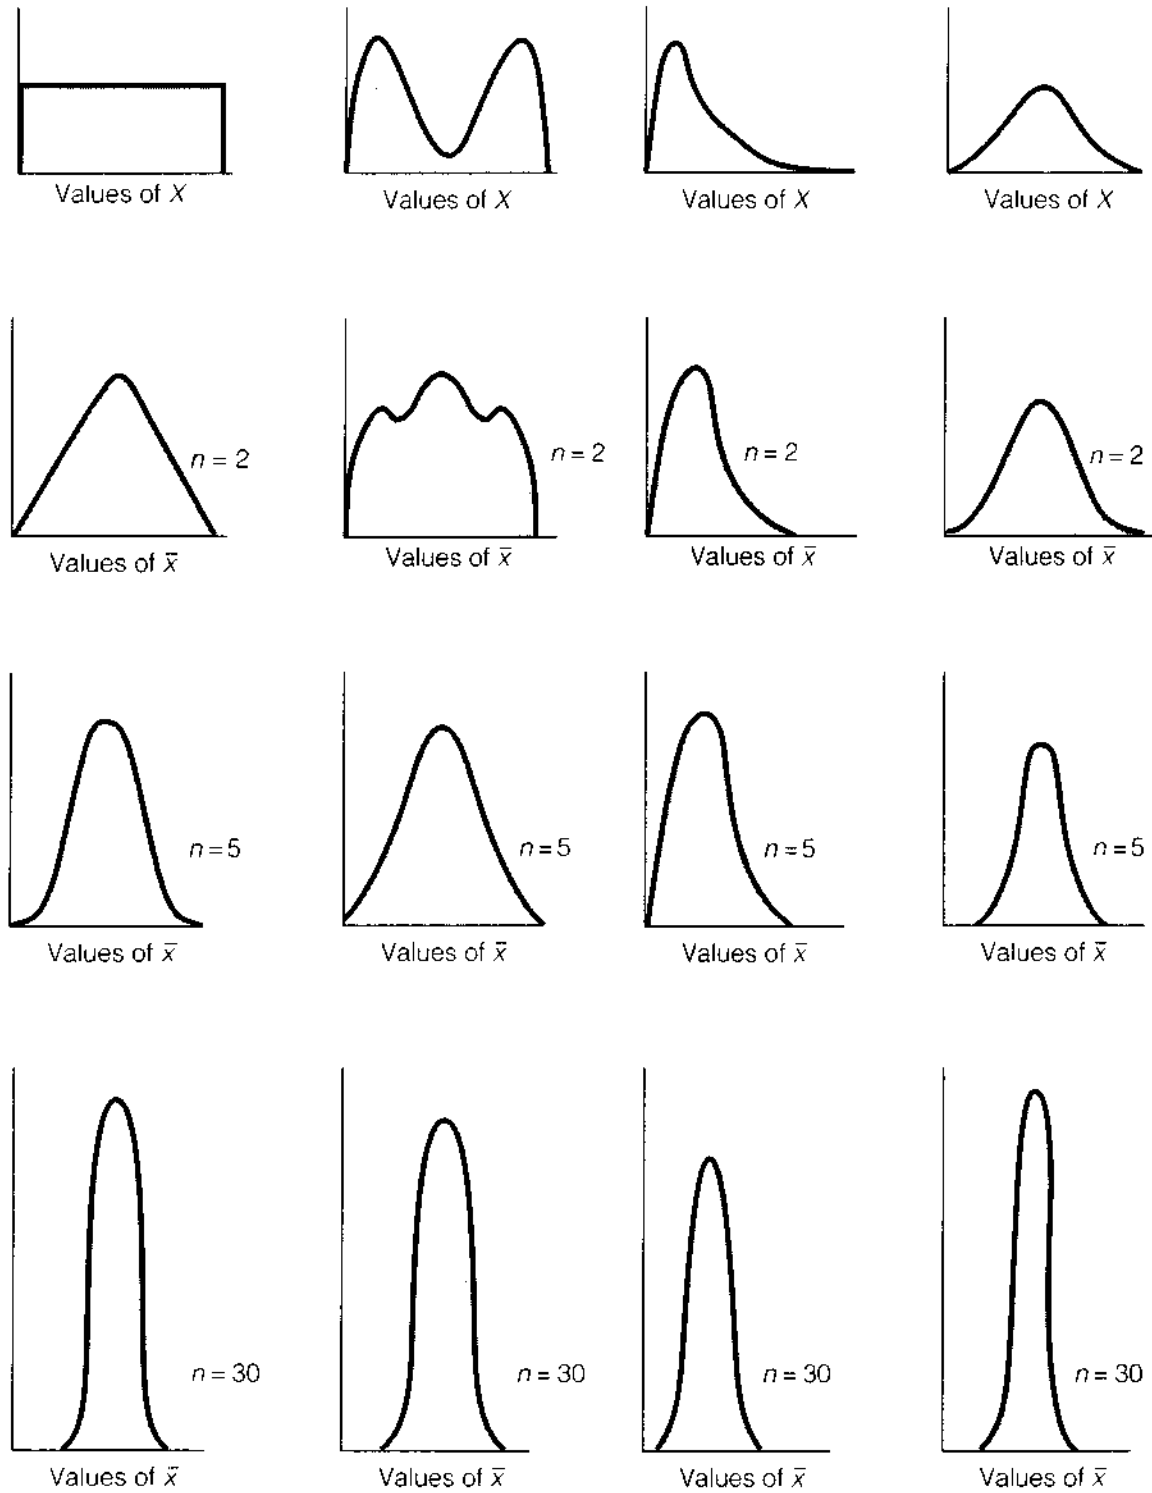 Values of X Values of X Values of X Values of X
n = 2 n = 2 n = 2 n = 2
Values of x̄ Values of x̄ Values of x̄ Values of x̄
n = 5 n = 5 n = 5 n = 5
Values of x̄ Values of x̄ Values of x̄ Values of x̄
n = 30 n = 30 n = 30 n = 30
Values of x̄ Values of x̄ Values of x̄ Values of x̄